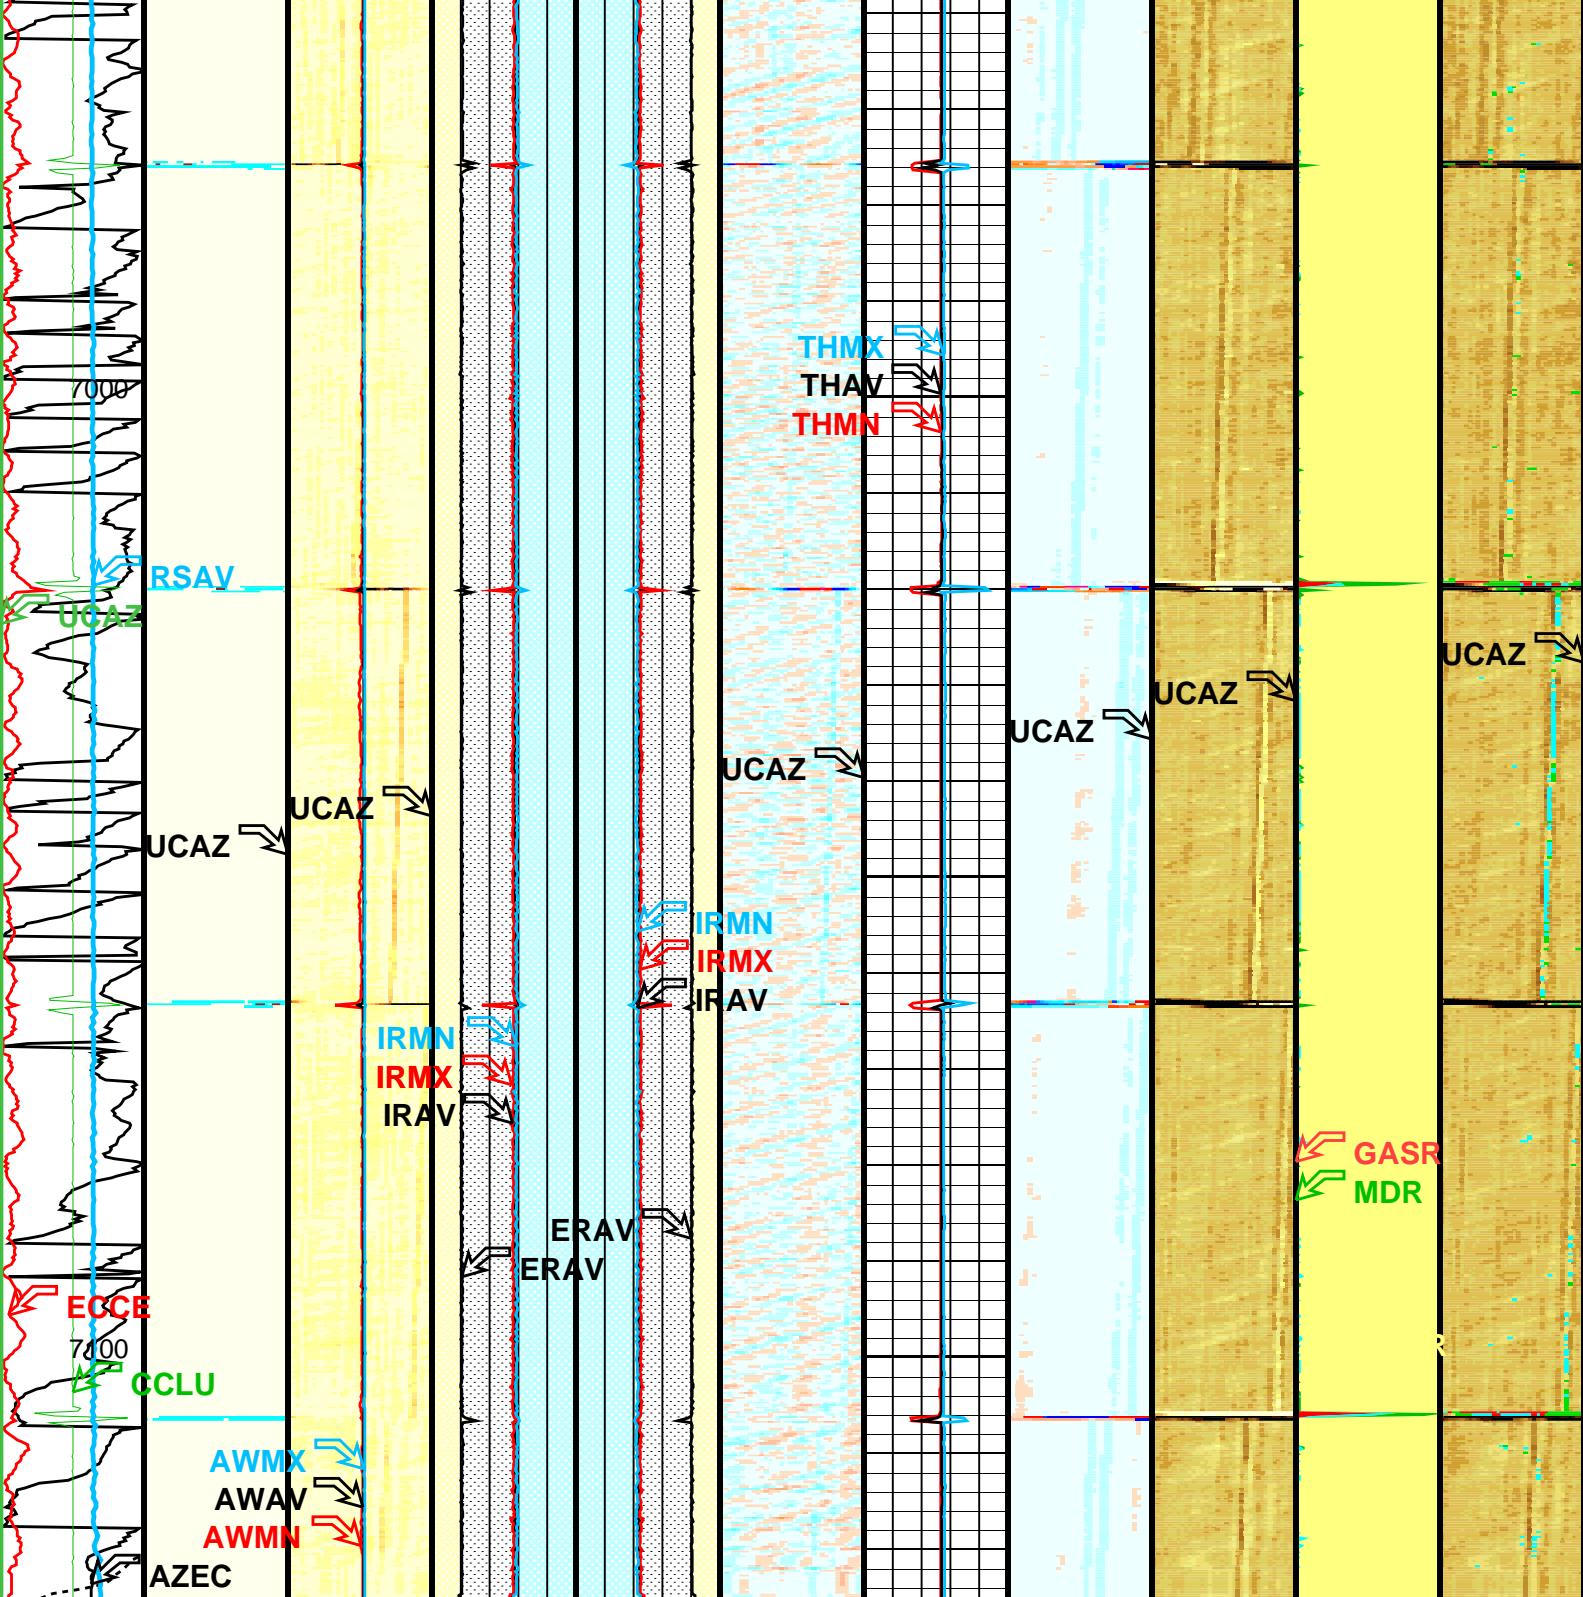 THMX
7000
THAV
THMN
RSAV
UCAZ
UCAZ
UCAZ
UCAZ
UCAZ
UCAZ
UCAZ
UCAZ
IRMN
IRMX
IRAV
IRMN
IRMX
IRAV
GASR
MDR
ERAV
ERAV
ECCE
7100
R
CCLU
AWMX
AWAV
AWMN
AZEC